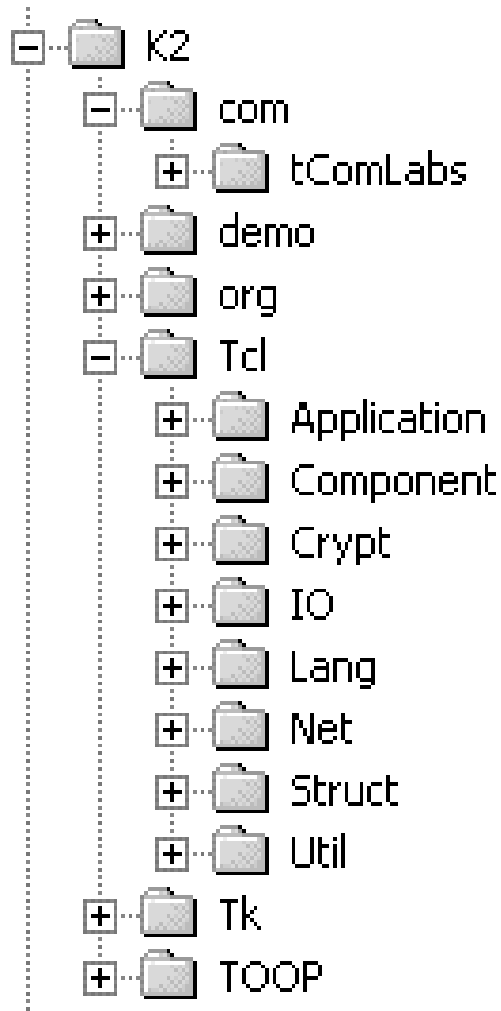 K2
com
tComLabs
demo
org
Tcl
Application
Component
Crypt
IO
Lang
Net
Struct
Util
Tk
TOOP